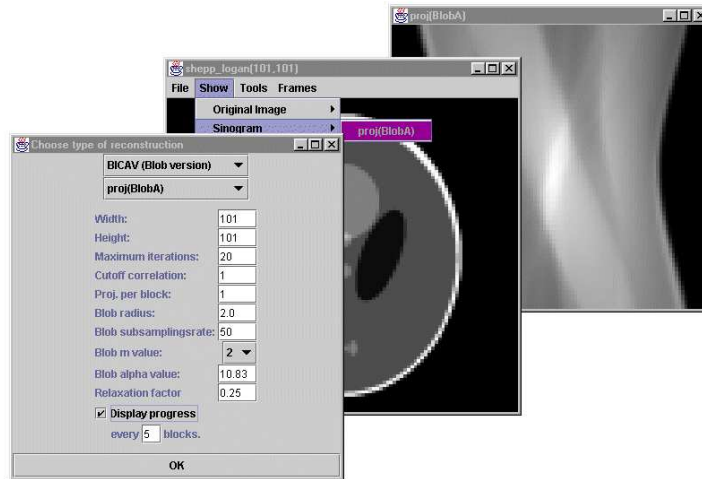 proj(BlobA)
shepp_logan(101,101)
File Show Tools Frames
Original Image
Sinogram
proj(BlobA)
Choose type of reconstruction
BICAV (Blob version)
proj(BlobA)
Width: 101
Height: 101
Maximum iterations: 20
Cutoff correlation: 1
Proj. per block: 1
Blob radius: 2.0
Blob subsamplingsrate: 50
Blob m value: 2
Blob alpha value: 10.83
Relaxation factor 0.25
Display progress
every 5 blocks.
OK